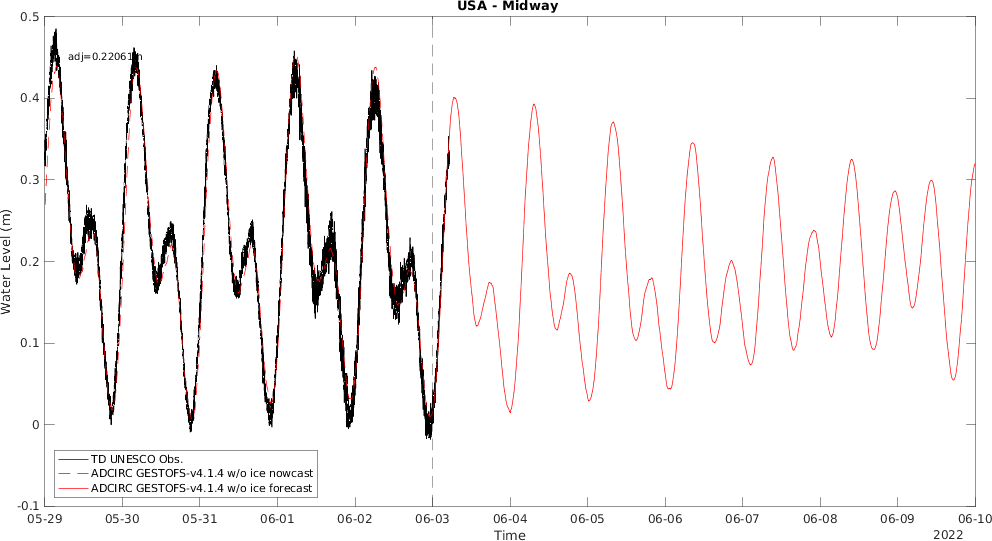 USA - Midway
0.5
0.4
0.3
0.2
0.1
0
-0.1
Water Level (m)
adj=0.22061m
TD UNESCO Obs.
ADCIRC GESTOFS-v4.1.4 w/o ice nowcast
ADCIRC GESTOFS-v4.1.4 w/o ice forecast
05-29 05-30 05-31 06-01 06-02 06-03 06-04 06-05 06-06 06-07 06-08 06-09 06-10
Time
2022